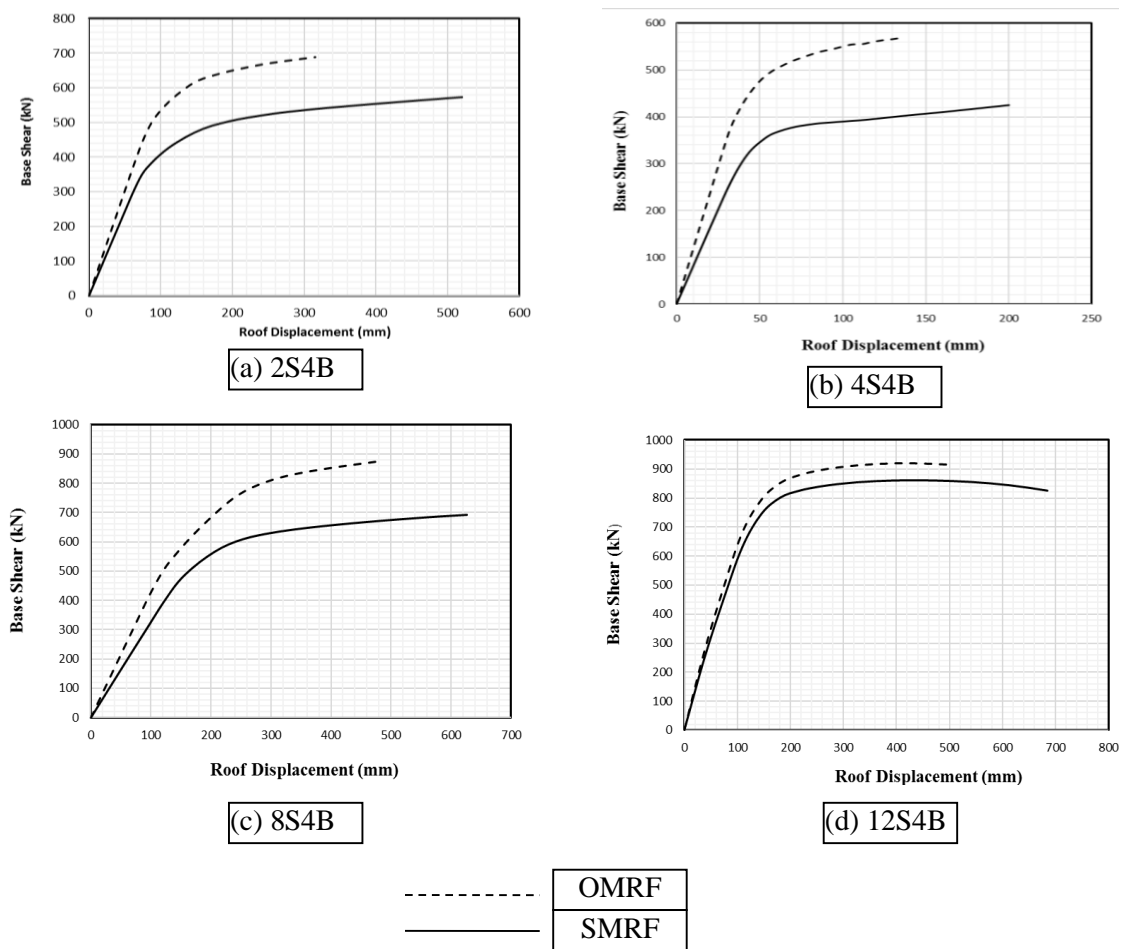 800
700
600
500
400
300
200
100
0
Base Shear (kN)
0 100 200 300 400 500 600
Roof Displacement (mm)
(a) 2S4B
600
500
400
300
200
100
0
Base Shear (kN)
0 50 100 150 200 250
Roof Displacement (mm)
(b) 4S4B
1000
900
800
700
600
500
400
300
200
100
0
Base Shear (kN)
0 100 200 300 400 500 600 700
Roof Displacement (mm)
(c) 8S4B
1000
900
800
700
600
500
400
300
200
100
0
Base Shear (kN)
0 100 200 300 400 500 600 700 800
Roof Displacement (mm)
(d) 12S4B
OMRF
SMRF